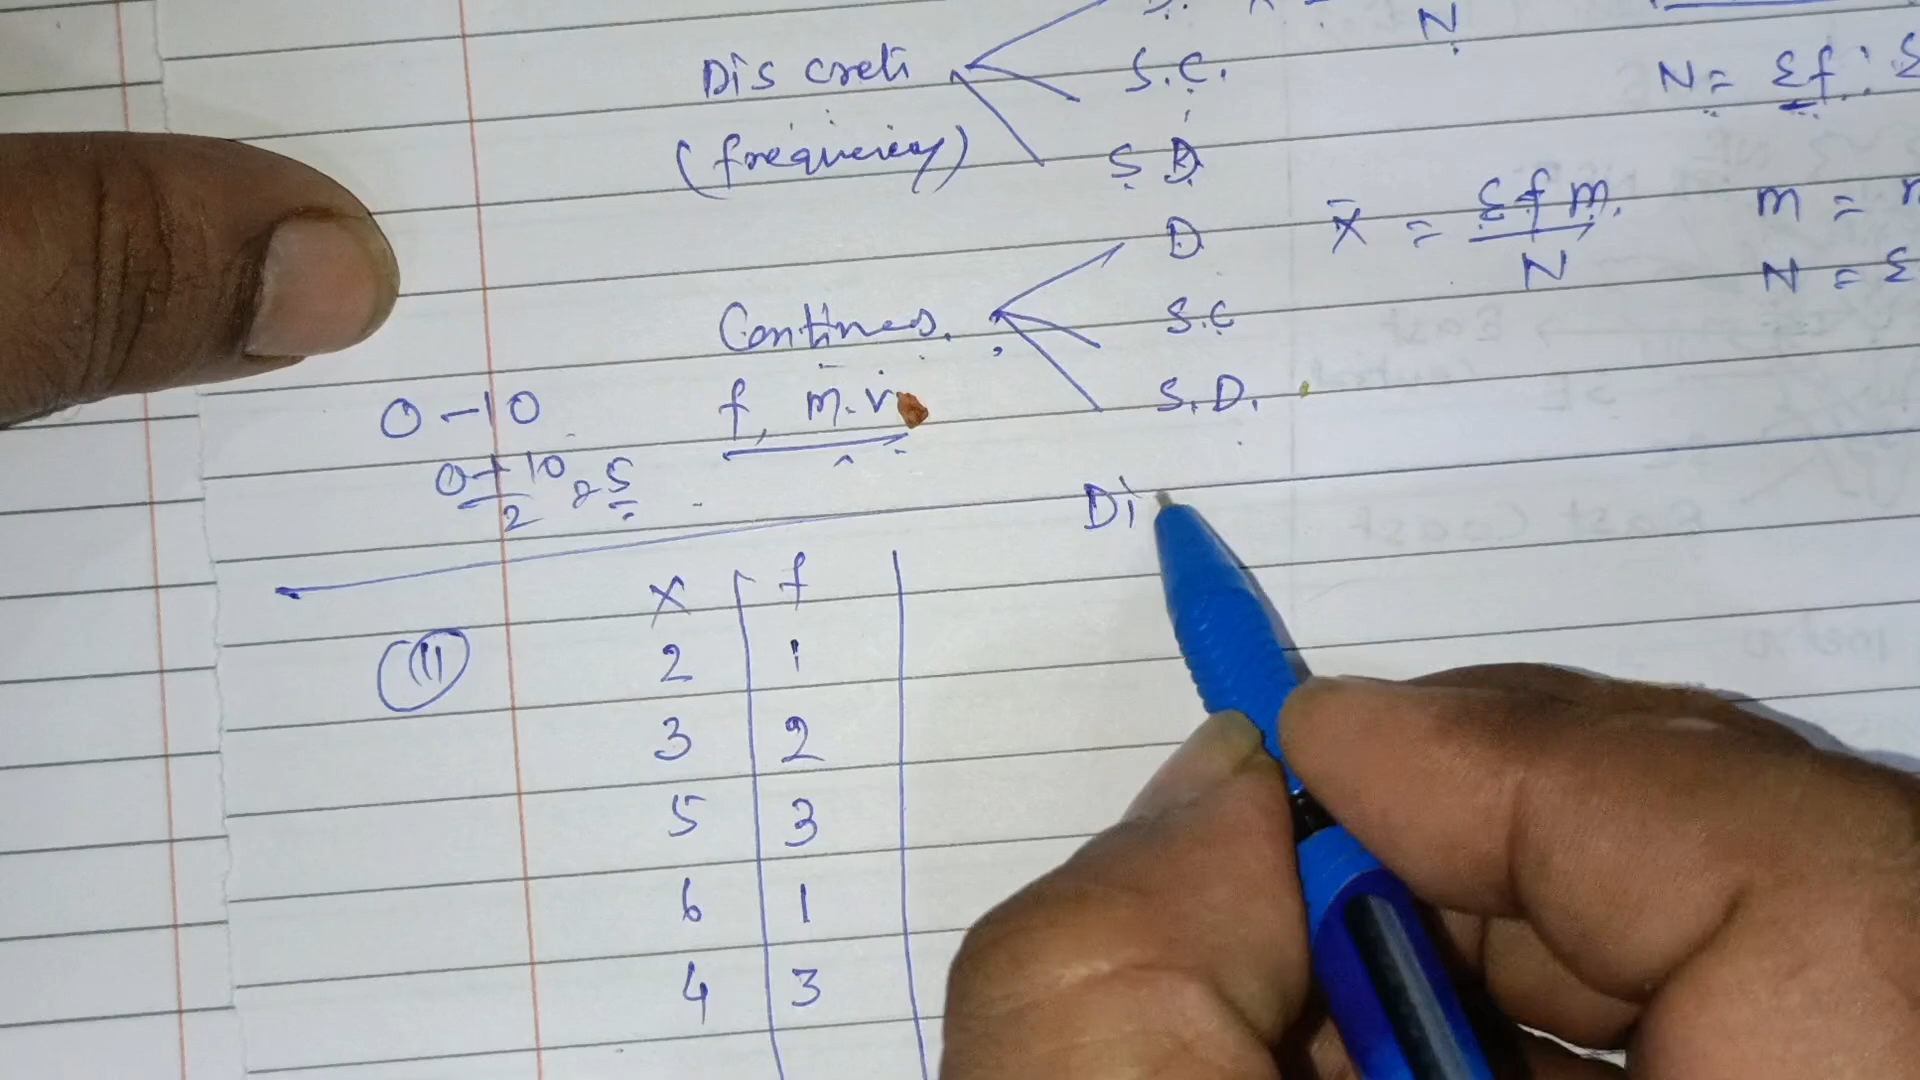 N
Dis creti S.C. N = Σf.
(frequency) S D
D X̄ = Σfm. m =
N N = Σ
Continues. S.C
0-10 f, m.v. S.D.
0+10 = 5
2
Di
x f
(11) 2 1
3 2
5 3
6 1
4 3